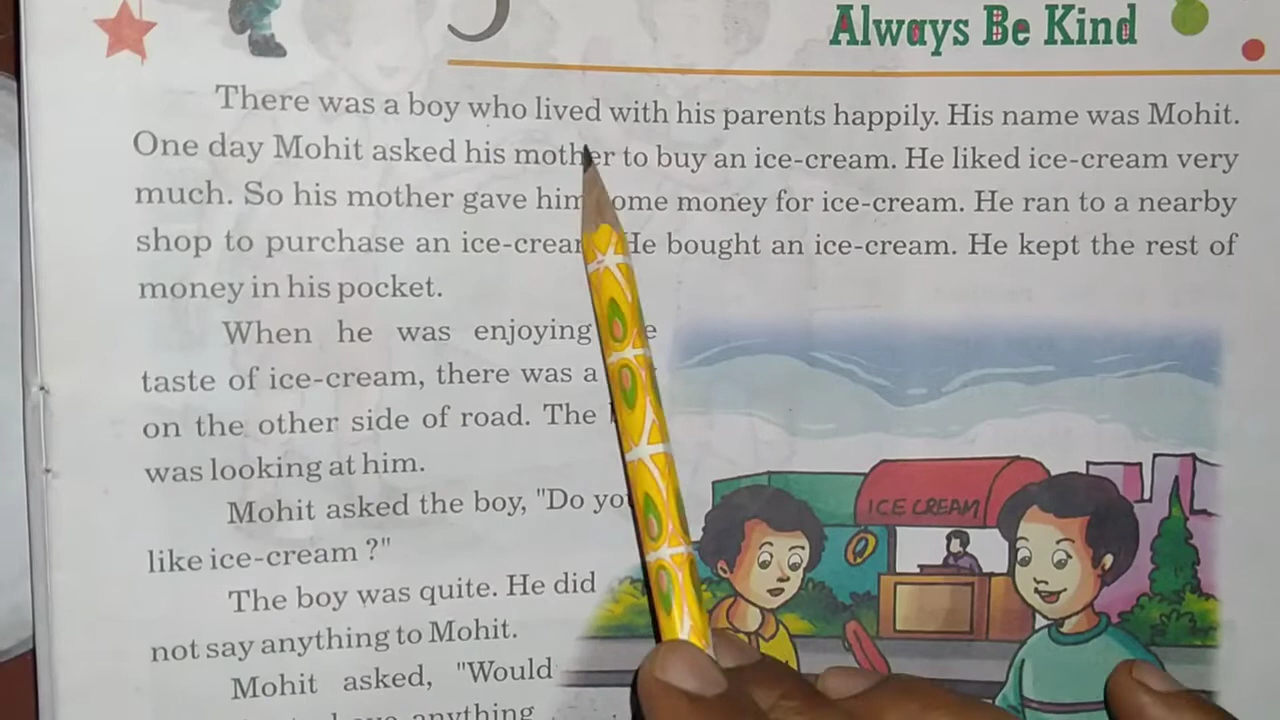 Always Be Kind
There was a boy who lived with his parents happily. His name was Mohit.
One day Mohit asked his mother to buy an ice-cream. He liked ice-cream very
much. So his mother gave him some money for ice-cream. He ran to a nearby
shop to purchase an ice-cream. He bought an ice-cream. He kept the rest of
money in his pocket.
When he was enjoying the
taste of ice-cream, there was a
on the other side of road. The
was looking at him.
Mohit asked the boy, "Do you
like ice-cream ?"
The boy was quite. He did
not say anything to Mohit.
Mohit asked, "Would
anything
ICE CREAM